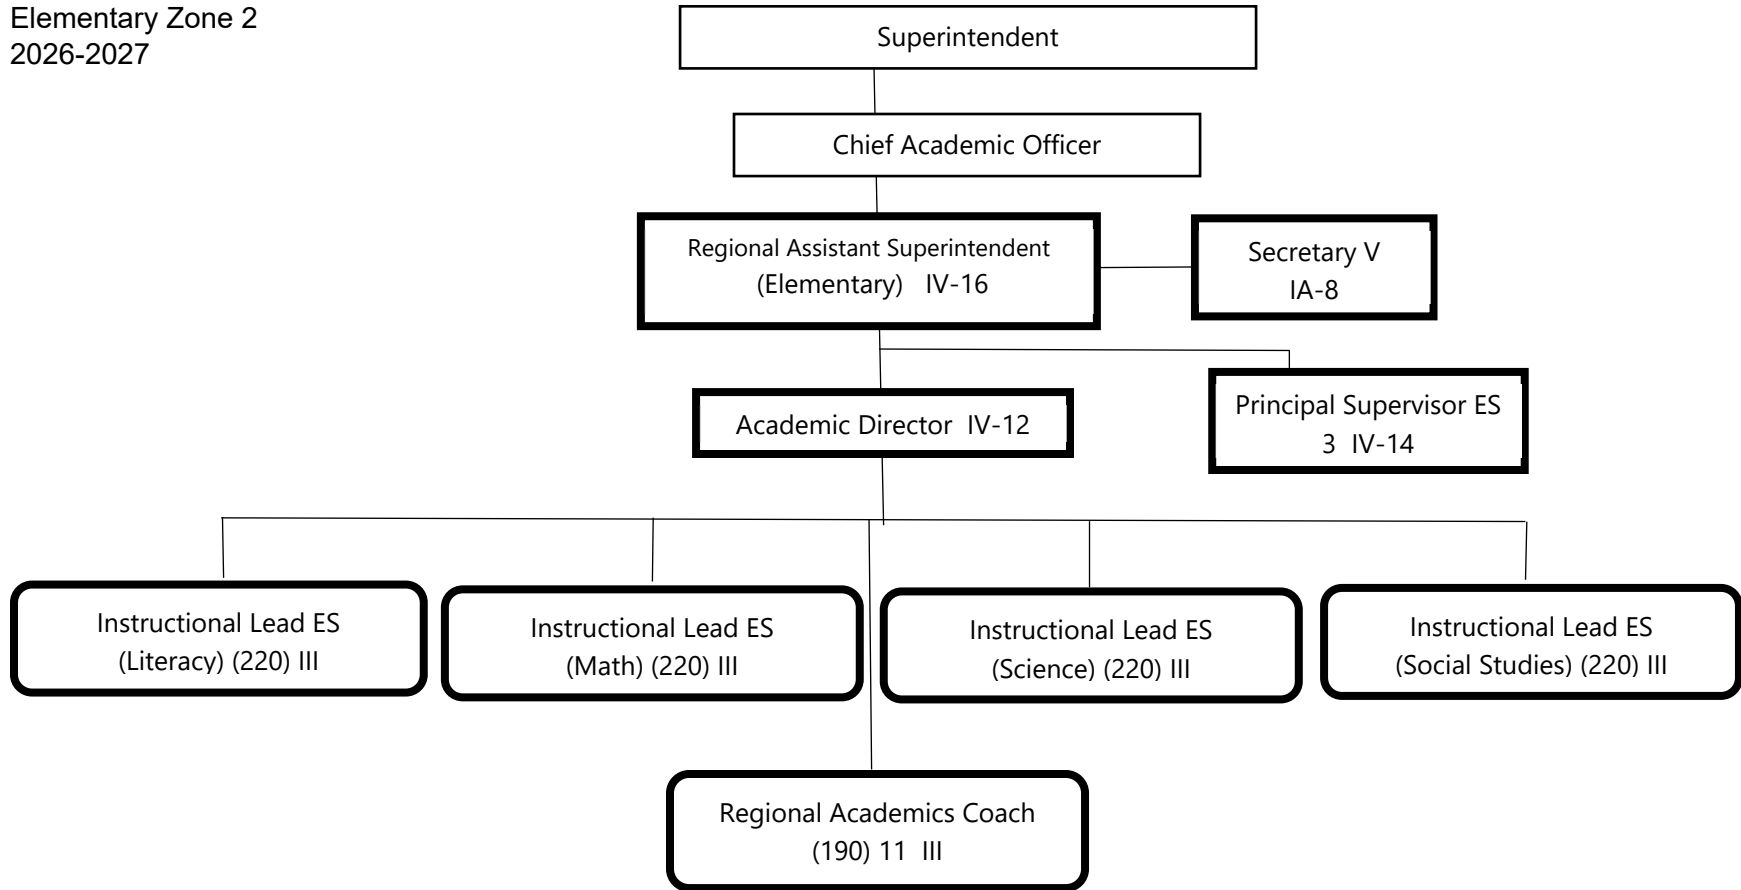 Elementary Zone 2
2026-2027
Superintendent
Chief Academic Officer
Regional Assistant Superintendent
(Elementary) IV-16
Secretary V
IA-8
Academic Director IV-12
Principal Supervisor ES
3 IV-14
Instructional Lead ES
(Literacy) (220) III
Instructional Lead ES
(Math) (220) III
Instructional Lead ES
(Science) (220) III
Instructional Lead ES
(Social Studies) (220) III
Regional Academics Coach
(190) 11 III